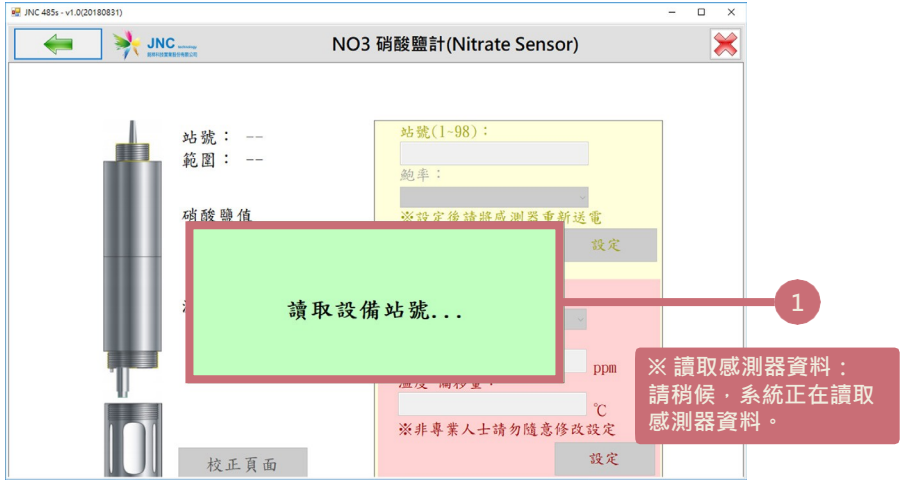 JNC 485s - v1.0(20180831)
JNC
NO3 硝酸鹽計(Nitrate Sensor)
站號： --
範圍： --
硝酸鹽值
校正頁面
站號(1~98)：
鮑率：
※設定後請將感測器重新送電
設定
讀取設備站號...
ppm
溫度 偏移量：
℃
※非專業人士請勿隨意修改設定
設定
1
※ 讀取感測器資料：
請稍候，系統正在讀取
感測器資料。